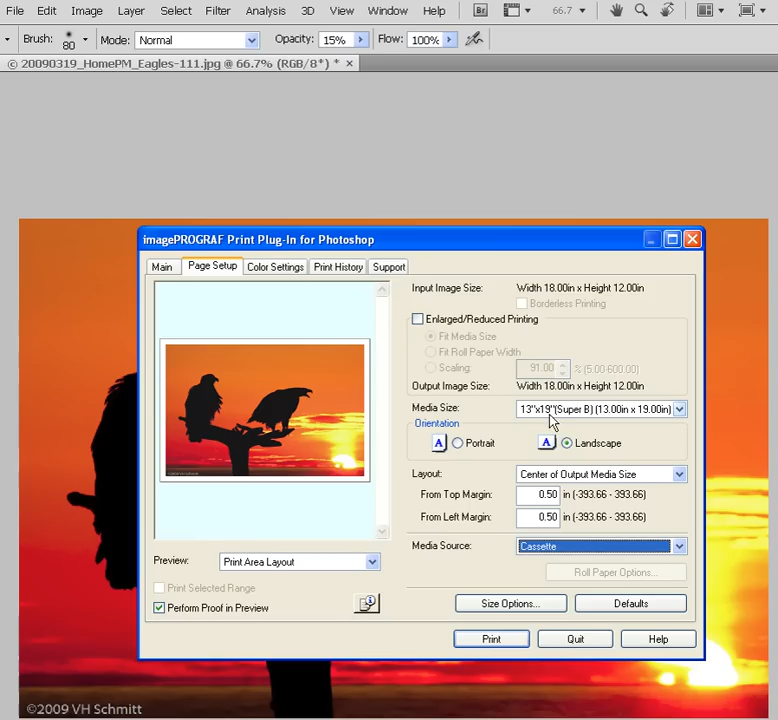 File Edit Image Layer Select Filter Analysis 3D View Window Help Br 66.7
Brush: 80 Mode: Normal Opacity: 15% Flow: 100%
© 20090319_HomePM_Eagles-111.jpg @ 66.7% (RGB/8*) * ×
imagePROGRAF Print Plug-In for Photoshop
Main Page Setup Color Settings Print History Support
Input Image Size: Width 18.00in x Height 12.00in
Borderless Printing
Enlarged/Reduced Printing
Fit Media Size
Fit Roll Paper Width
Scaling: 91.00 % (5.00-600.00)
Output Image Size: Width 18.00in x Height 12.00in
Media Size: 13"x19"(Super B) (13.00in x 19.00in)
Orientation
A Portrait A Landscape
Layout: Center of Output Media Size
From Top Margin: 0.50 in (-393.66 - 393.66)
From Left Margin: 0.50 in (-393.66 - 393.66)
Media Source: Cassette
Roll Paper Options...
Preview: Print Area Layout
Print Selected Range
Perform Proof in Preview
Size Options... Defaults
Print Quit Help
©2009 VH Schmitt